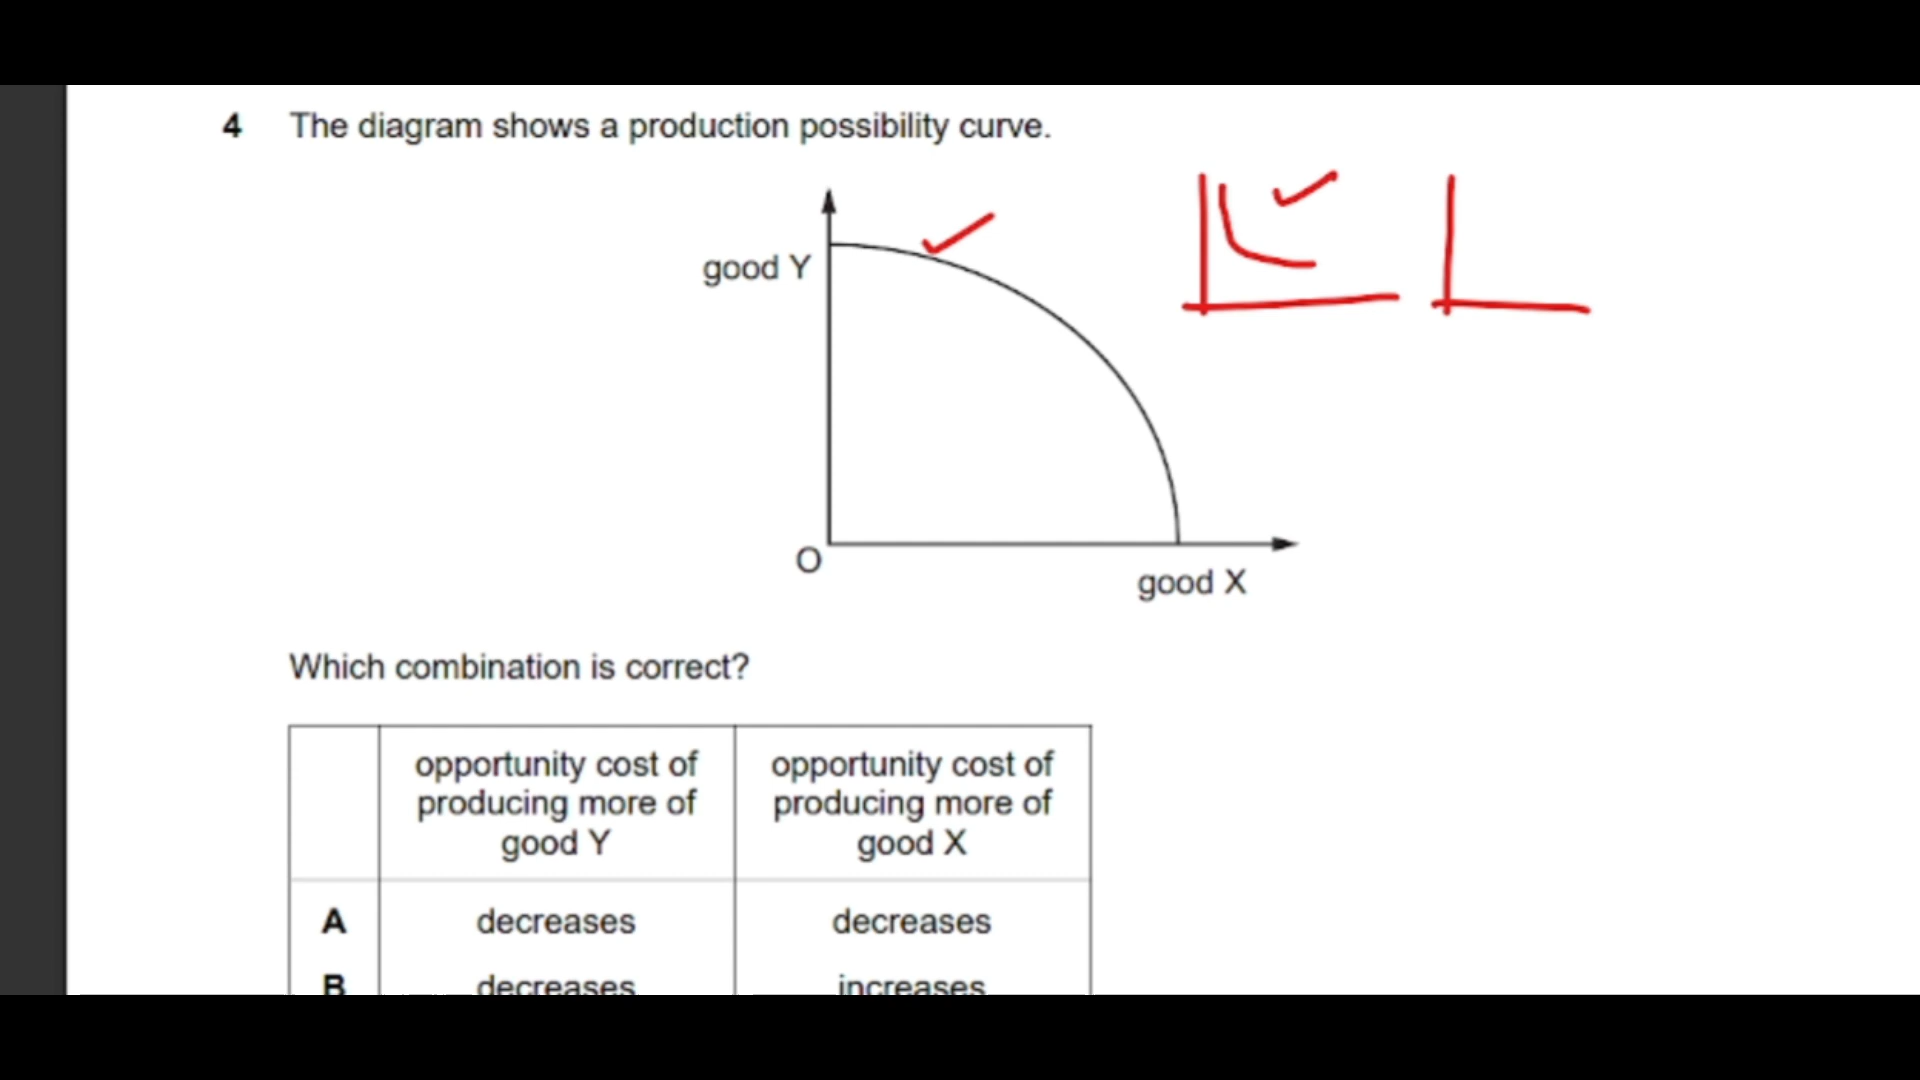 4 The diagram shows a production possibility curve.
good Y
O
good X
Which combination is correct?
opportunity cost of producing more of good Y
opportunity cost of producing more of good X
A decreases decreases
B decreases increases